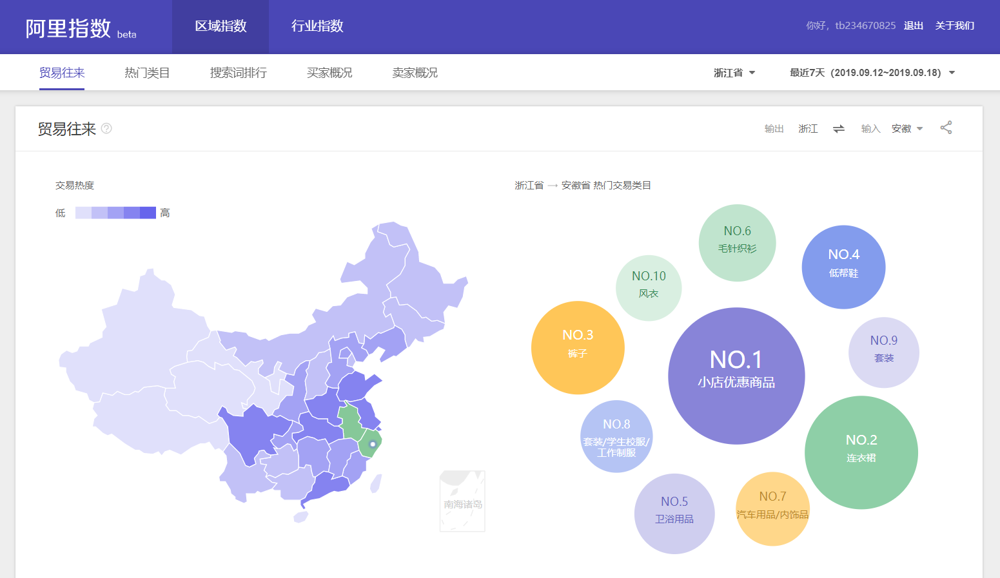 阿里指数 beta
区域指数
行业指数
你好，tb234670825 退出 关于我们
贸易往来
热门类目
搜索词排行
买家概况
卖家概况
浙江省
最近7天（2019.09.12~2019.09.18）
贸易往来
输出 浙江 输入 安徽
交易热度
低
高
南海诸岛
浙江省 → 安徽省 热门交易类目
NO.6
毛针织衫
NO.4
低帮鞋
NO.10
风衣
NO.3
裤子
NO.9
套装
NO.1
小店优惠商品
NO.8
套装/学生校服/
工作制服
NO.2
连衣裙
NO.5
卫浴用品
NO.7
汽车用品/内饰品